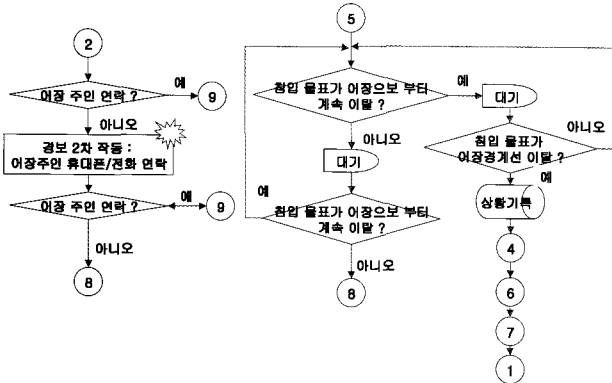 2
어장 주인 연락 ?
예
9
아니오
경보 2차 작동 :
어장주인 휴대폰/전화 연락
어장 주인 연락 ?
예
9
아니오
8
5
침입 물표가 어장으로 부터
계속 이탈 ?
예
대기
아니오
대기
예
침입 물표가 어장으로 부터
계속 이탈 ?
아니오
8
침입 물표가
어장경계선 이탈 ?
아니오
예
상황기록
4
6
7
1